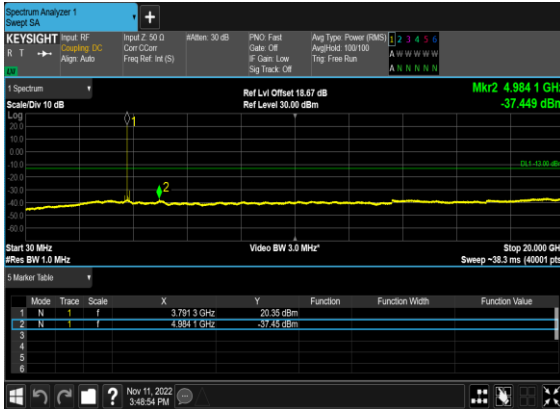 Spectrum Analyzer 1
Swept SA
+
KEYSIGHT Input: RF Input Z: 50 Ω #Atten: 30 dB PNO: Fast Avg Type: Power (RMS) 1 2 3 4 5 6
R T Coupling: DC Corr CCorr Gate: Off Avg|Hold: 100/100 A W W W W W
Align: Auto Freq Ref: Int (S) IF Gain: Low Trig: Free Run
Sig Track: Off A N N N N N
1 Spectrum Ref Lvl Offset 18.67 dB Mkr2 4.984 1 GHz
Scale/Div 10 dB Ref Level 30.00 dBm -37.449 dBm
Log
20.0
10.0
0.00
-10.0
-20.0
-30.0
-40.0
-50.0
-60.0
1
2
DL1 -13.00 dBm
Start 30 MHz Video BW 3.0 MHz* Stop 20.000 GHz
#Res BW 1.0 MHz Sweep ~38.3 ms (40001 pts)
5 Marker Table
Mode Trace Scale X Y Function Function Width Function Value
1 N 1 f 3.791 3 GHz 20.35 dBm
2 N 1 f 4.984 1 GHz -37.45 dBm
3
4
5
6
? Nov 11, 2022
3:48:54 PM